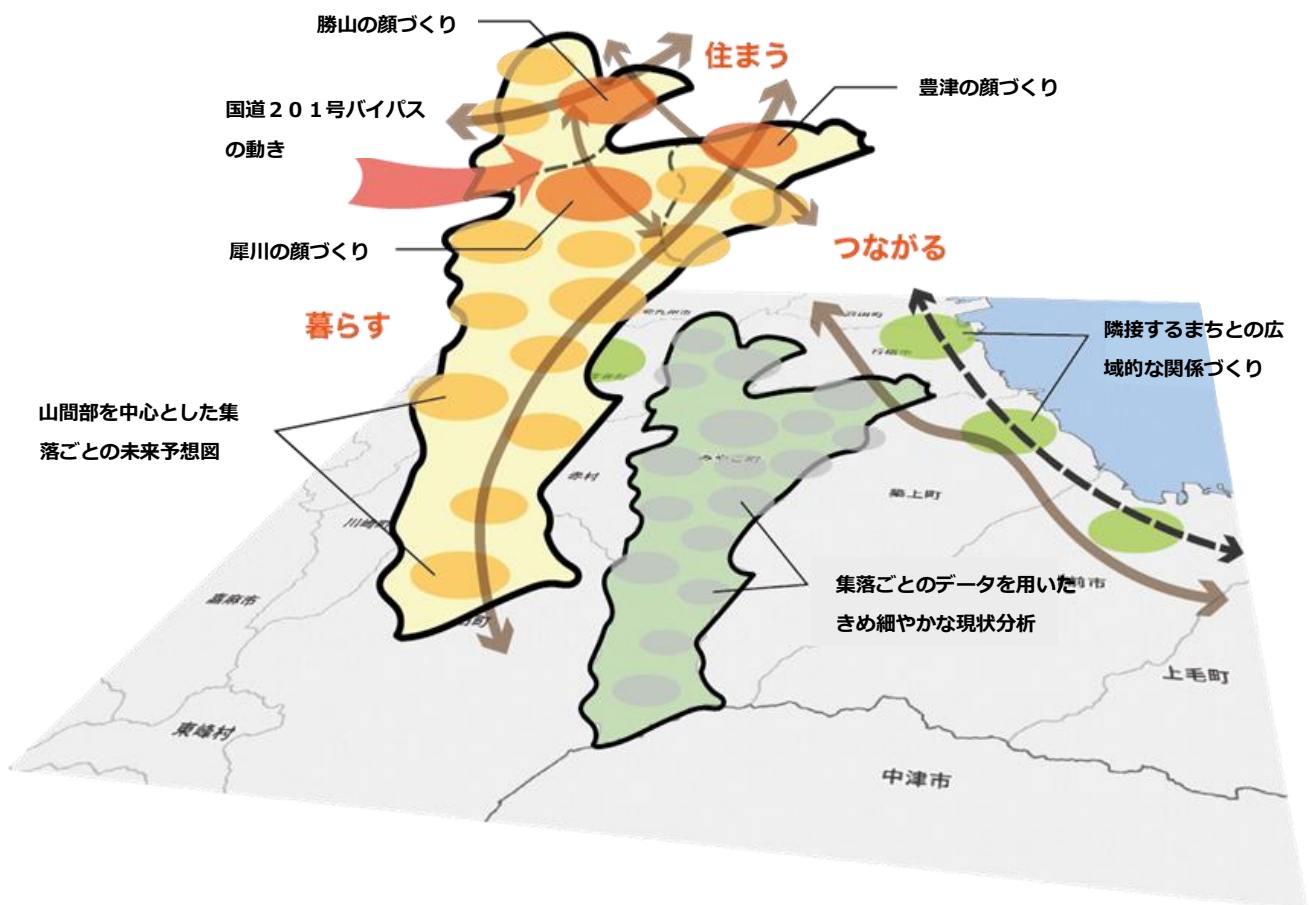 勝山の顔づくり
住まう
豊津の顔づくり
国道２０１号バイパス
の動き
犀川の顔づくり
つながる
暮らす
隣接するまちとの広
域的な関係づくり
山間部を中心とした集
落ごとの未来予想図
みやこ町
赤村
築上町
川崎町
集落ごとのデータを用いた
きめ細やかな現状分析
前市
嘉麻市
上毛町
東峰村
中津市